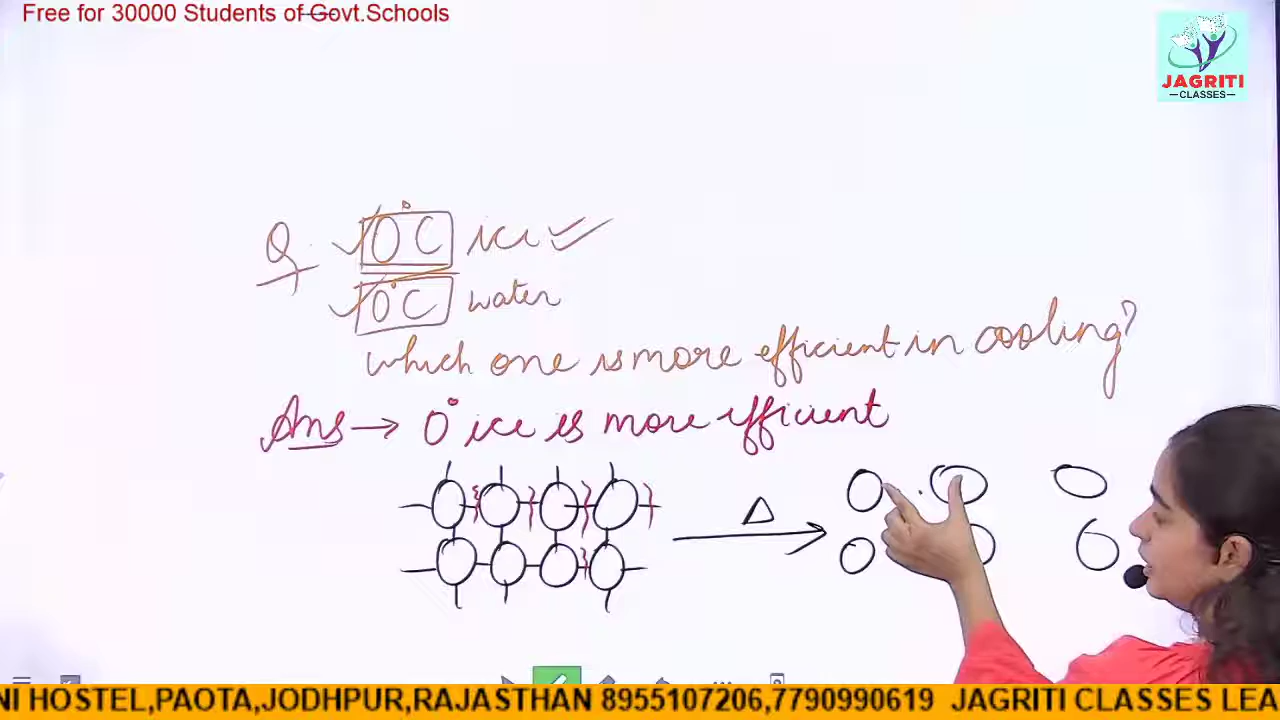 Free for 30000 Students of Govt.Schools
JAGRITI
CLASSES
Q. 0°C ice
0°C water
which one is more efficient in cooling?
Ans → 0° ice is more efficient
Δ
NI HOSTEL,PAOTA,JODHPUR,RAJASTHAN 8955107206,7790990619 JAGRITI CLASSES LEA